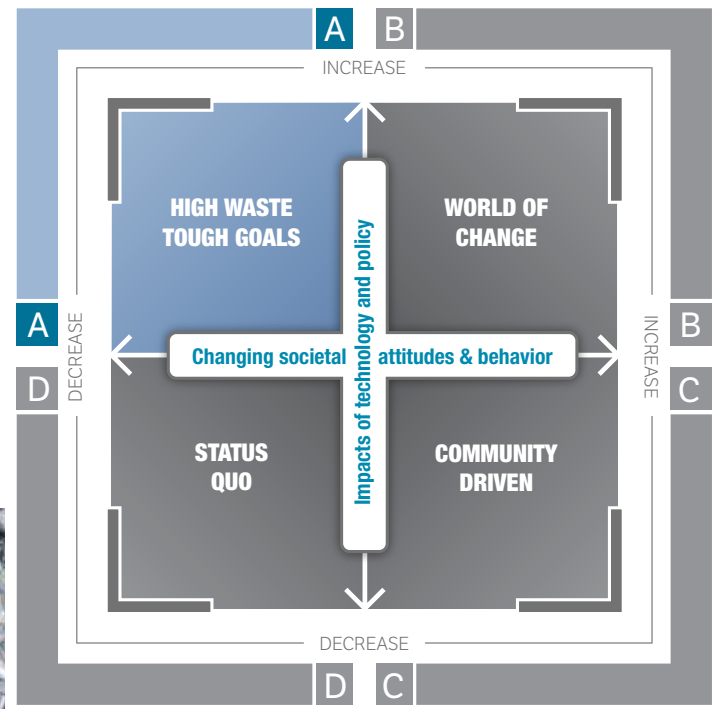 A B
INCREASE
HIGH WASTE
TOUGH GOALS
WORLD OF
CHANGE
A
DECREASE
D
Changing societal attitudes & behavior
Impacts of technology and policy
INCREASE
B
C
STATUS
QUO
COMMUNITY
DRIVEN
DECREASE
D C